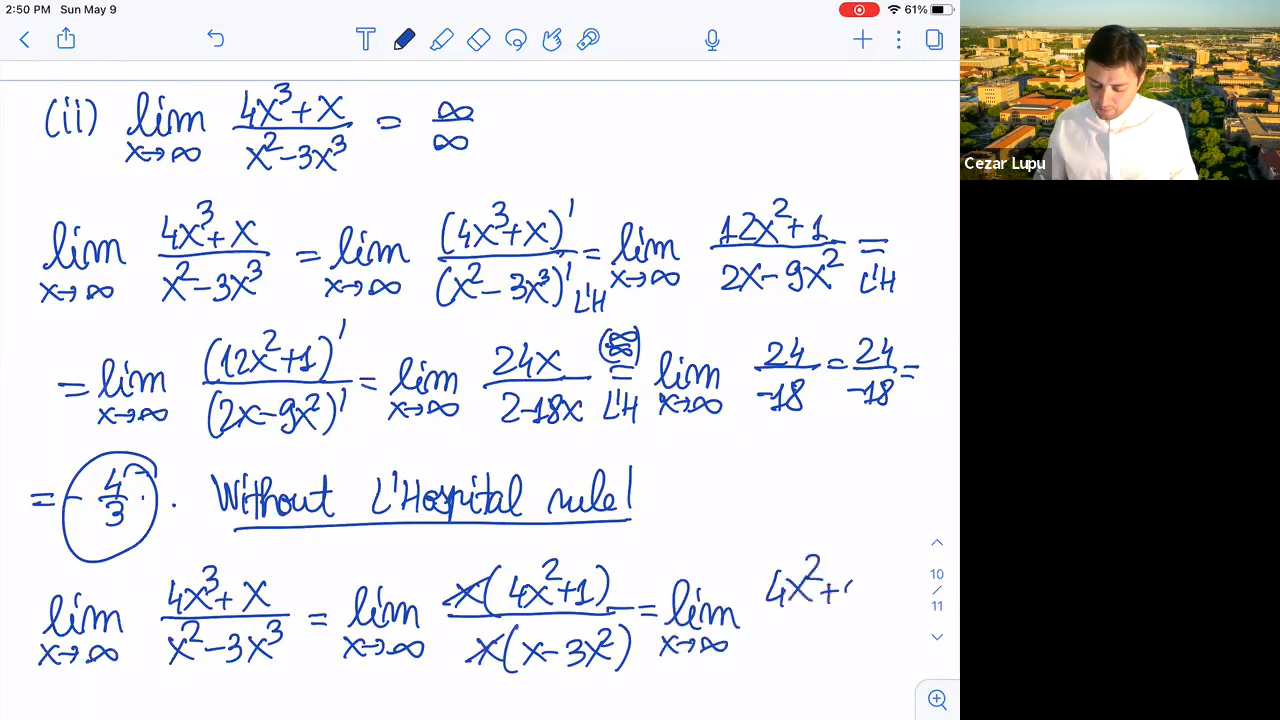 2:50 PM Sun May 9
61%
Cezar Lupu
(ii) lim x→∞ (4x³+x)/(x²-3x³) = ∞/∞
lim x→∞ (4x³+x)/(x²-3x³) = lim x→∞ (4x³+x)'/(x²-3x³)' = L'H lim x→∞ (12x²+1)/(2x-9x²) = L'H
= lim x→∞ (12x²+1)'/(2x-9x²)' = lim x→∞ 24x/(2-18x) (∞/∞) = L'H lim x→∞ 24/-18 = 24/-18 =
= -4/3 . Without L'Hospital rule!
lim x→∞ (4x³+x)/(x²-3x³) = lim x→∞ x(4x²+1)/x(x-3x²) = lim x→∞ 4x²+
10
/
11